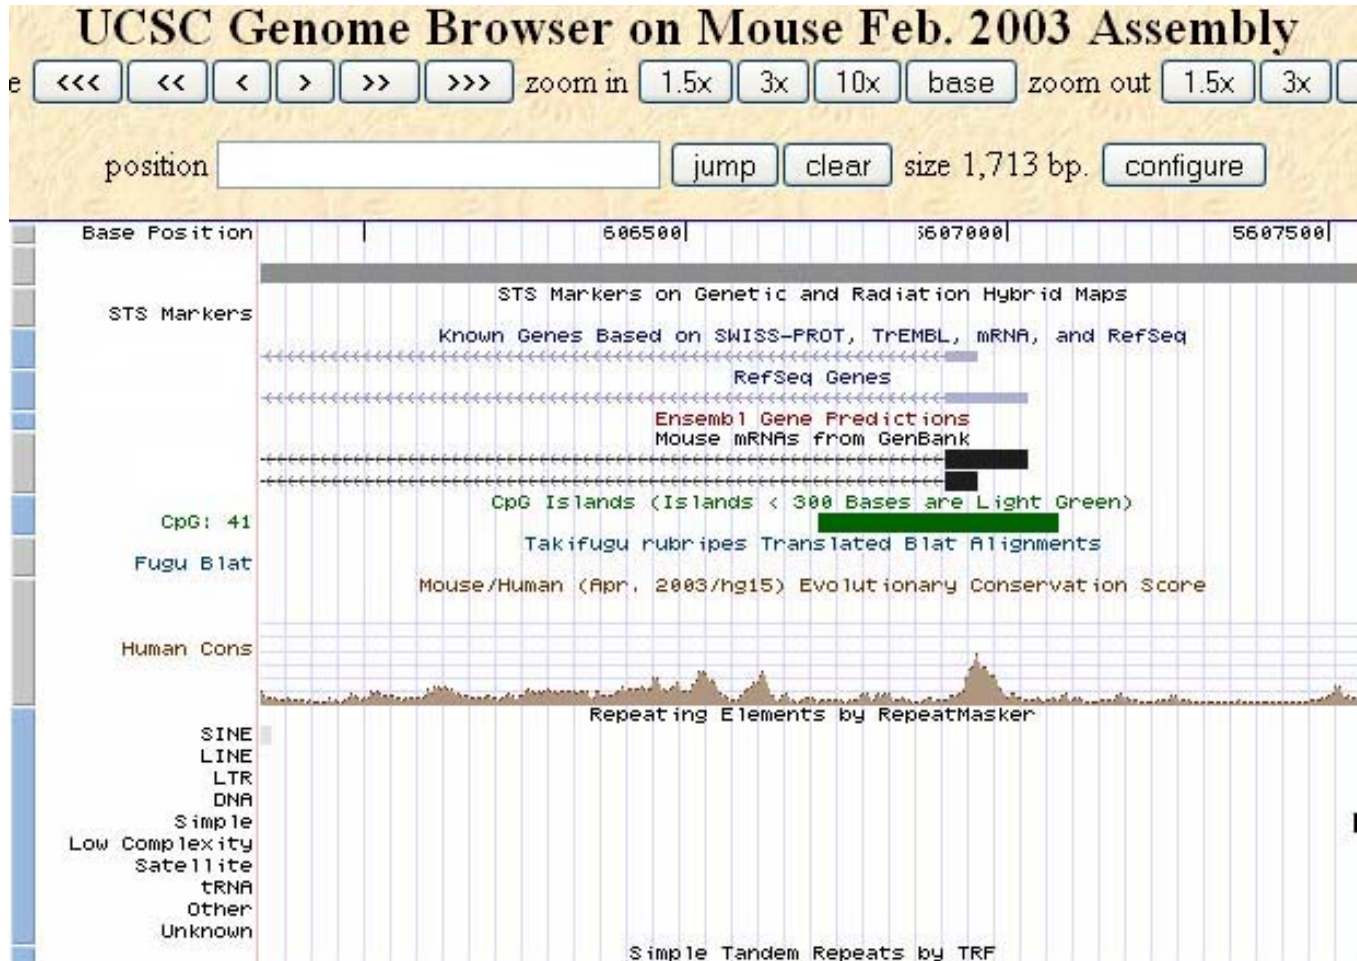 UCSC Genome Browser on Mouse Feb. 2003 Assembly
e <<< << < > >> >>> zoom in 1.5x 3x 10x base zoom out 1.5x 3x
position jump clear size 1,713 bp. configure
Base Position 606500| 5607000| 5607500|
STS Markers on Genetic and Radiation Hybrid Maps
STS Markers
Known Genes Based on SWISS-PROT, TrEMBL, mRNA, and RefSeq
RefSeq Genes
Ensembl Gene Predictions
Mouse mRNAs from GenBank
CpG Islands (Islands < 300 Bases are Light Green)
CpG: 41
Takifugu rubripes Translated Blat Alignments
Fugu Blat
Mouse/Human (Apr. 2003/hg15) Evolutionary Conservation Score
Human Cons
Repeating Elements by RepeatMasker
SINE
LINE
LTR
DNA
Simple
Low Complexity
Satellite
tRNA
Other
Unknown
Simple Tandem Repeats by TRF